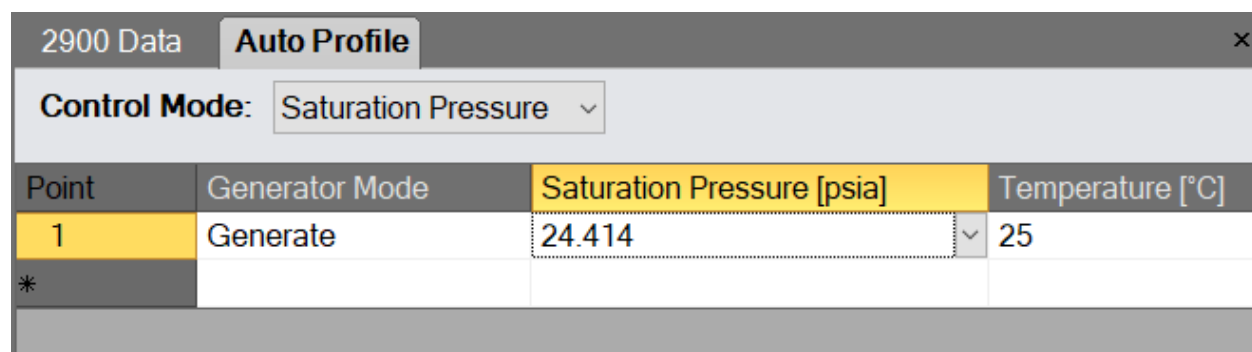 2900 Data Auto Profile ×
Control Mode: Saturation Pressure
Point Generator Mode Saturation Pressure [psia] Temperature [°C]
1 Generate 24.414 25
*